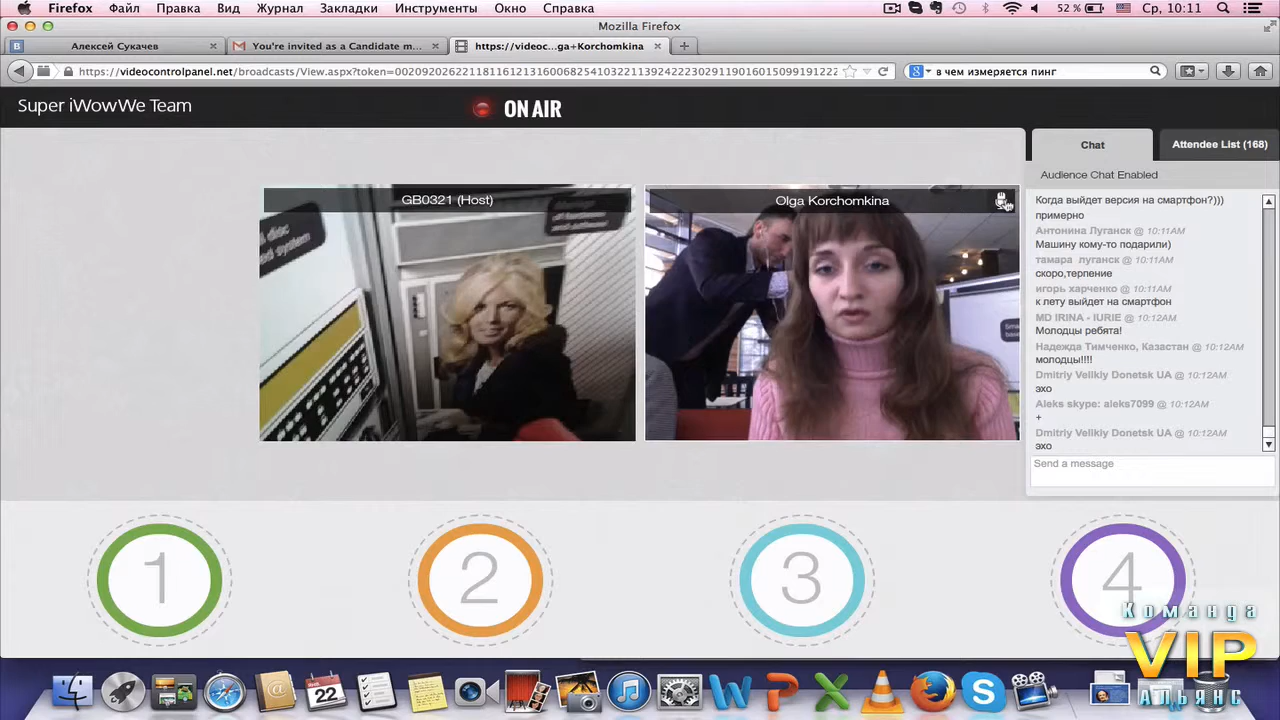 Firefox Файл Правка Вид Журнал Закладки Инструменты Окно Справка 52 % Ср, 10:11
Mozilla Firefox
Алексей Сукачев
You're invited as a Candidate m...
https://videoc...ga+Korchomkina
https://videocontrolpanel.net/broadcasts/View.aspx?token=002092026221181161213160068254103221139242223029119016015099191222
в чем измеряется пинг
Super iWowWe Team
ON AIR
GB0321 (Host)
Olga Korchomkina
Chat
Attendee List (168)
Audience Chat Enabled
Когда выйдет версия на смартфон?)))
примерно
Антонина Луганск @ 10:11AM
Машину кому-то подарили)
тамара луганск @ 10:11AM
скоро,терпение
игорь харченко @ 10:11AM
к лету выйдет на смартфон
MD IRINA - IURIE @ 10:12AM
Молодцы ребята!
Надежда Тимченко, Казастан @ 10:12AM
молодцы!!!!
Dmitriy Velikiy Donetsk UA @ 10:12AM
эхо
Aleks skype: aleks7099 @ 10:12AM
+
Dmitriy Velikiy Donetsk UA @ 10:12AM
эхо
Send a message
1
2
3
4
Команда
VIP
Альянс
22